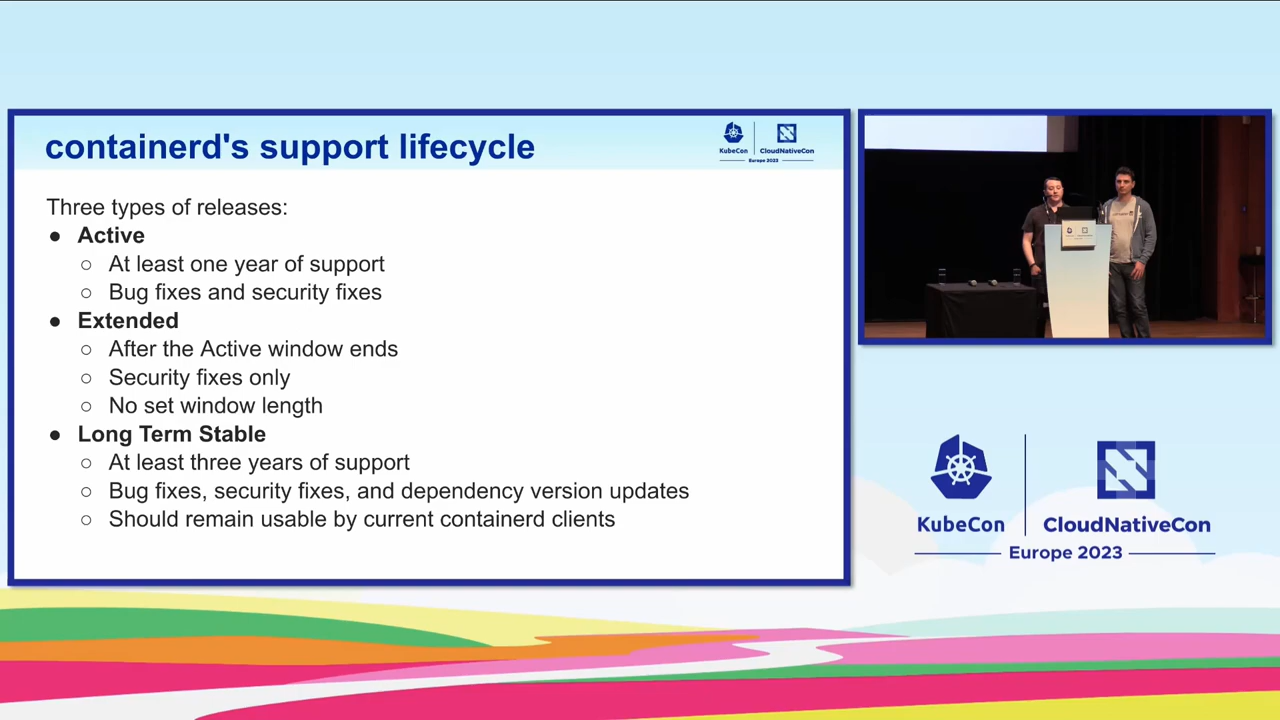 containerd's support lifecycle
KubeCon
CloudNativeCon
Europe 2023
Three types of releases:
● Active
○ At least one year of support
○ Bug fixes and security fixes
● Extended
○ After the Active window ends
○ Security fixes only
○ No set window length
● Long Term Stable
○ At least three years of support
○ Bug fixes, security fixes, and dependency version updates
○ Should remain usable by current containerd clients
KubeCon
CloudNativeCon
Europe 2023